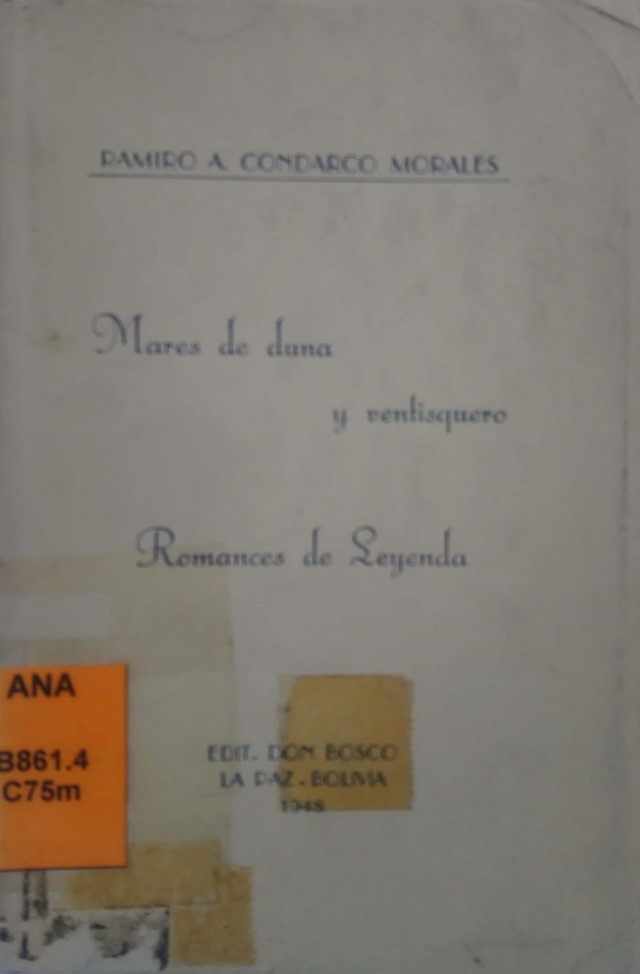 RAMIRO A. CONDARCO MORALES
Mares de duna
y ventisquero
Romances de Leyenda
ANA
B861.4
C75m
EDIT. DON BOSCO
LA PAZ - BOLIVIA
1948